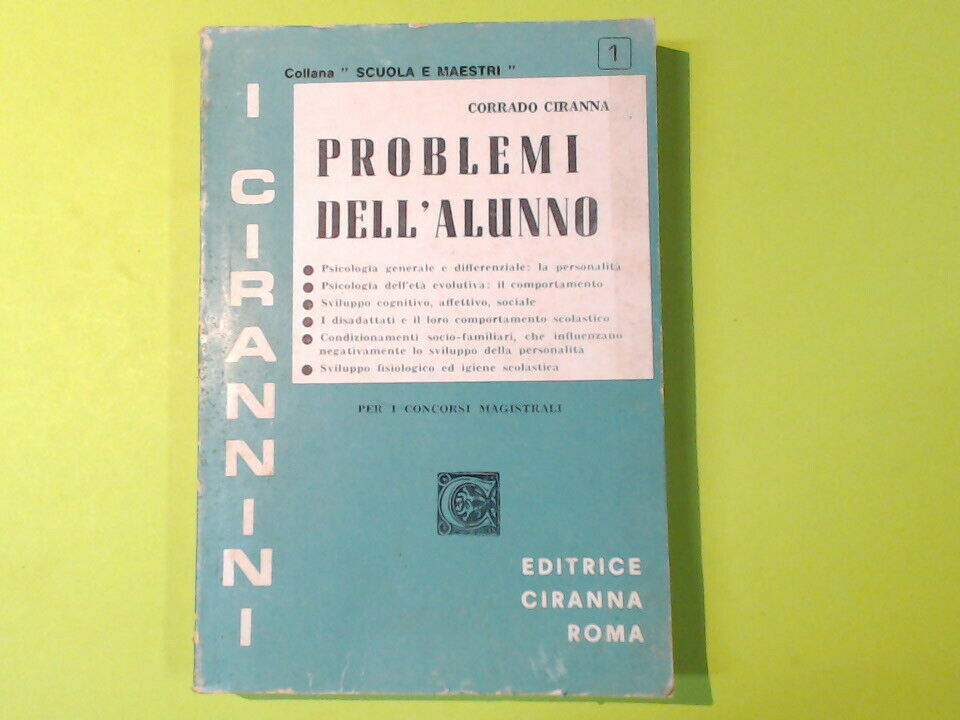 1
Collana " SCUOLA E MAESTRI "
I CIRANNINI
CORRADO CIRANNA
PROBLEMI
DELL'ALUNNO
● Psicologia generale e differenziale: la personalità
● Psicologia dell'età evolutiva: il comportamento
● Sviluppo cognitivo, affettivo, sociale
● I disadattati e il loro comportamento scolastico
● Condizionamenti socio-familiari, che influenzano
negativamente lo sviluppo della personalità
● Sviluppo fisiologico ed igiene scolastica
PER I CONCORSI MAGISTRALI
C
EDITRICE
CIRANNA
ROMA